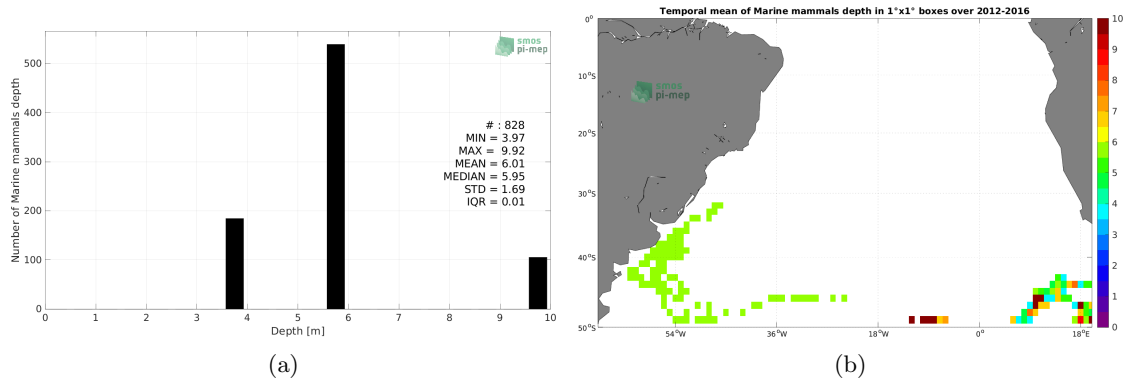 smos
pi-mep
Number of Marine mammals depth
500
400
300
200
100
0
# : 828
MIN = 3.97
MAX = 9.92
MEAN = 6.01
MEDIAN = 5.95
STD = 1.69
IQR = 0.01
0 1 2 3 4 5 6 7 8 9 10
Depth [m]
(a)
Temporal mean of Marine mammals depth in 1°x1° boxes over 2012-2016
smos
pi-mep
0°
10°S
20°S
30°S
40°S
50°S
54°W 36°W 18°W 0° 18°E
10
9
8
7
6
5
4
3
2
1
0
(b)